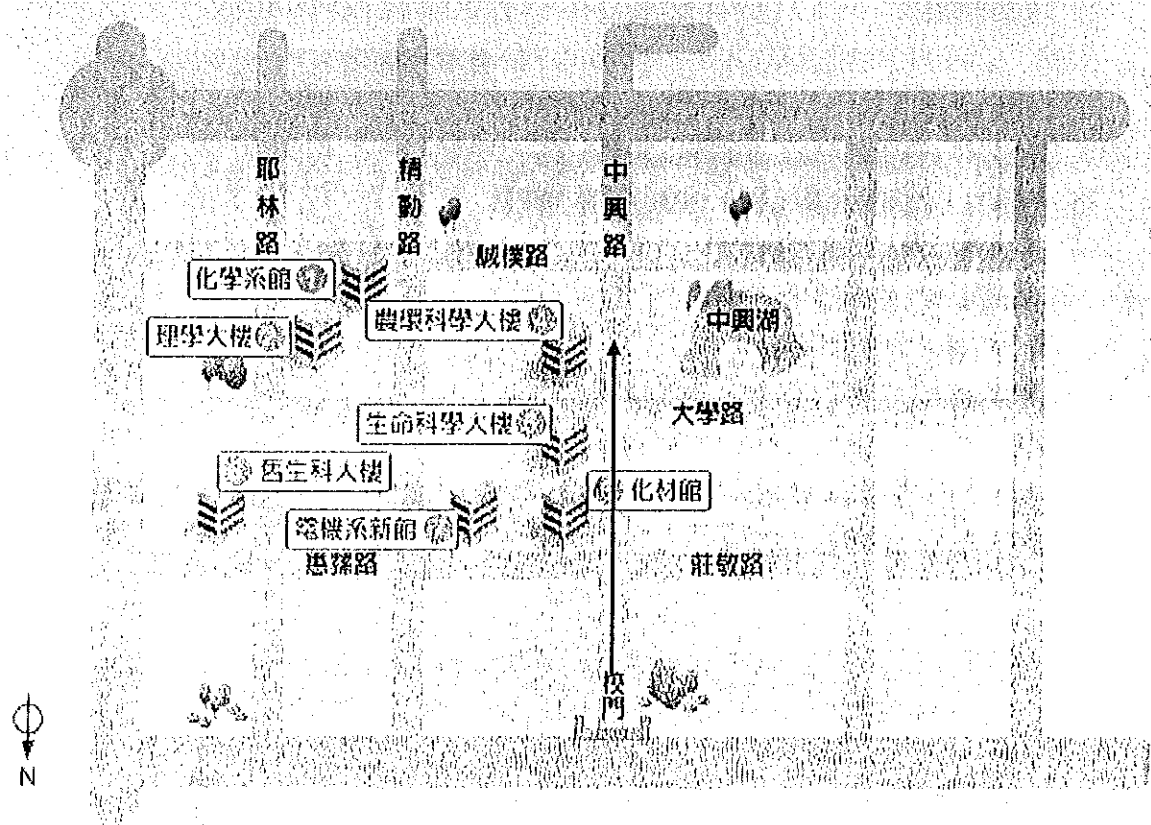 耶林路
精勤路
中興路
誠樸路
化學系館
農環科學大樓
中興湖
理學大樓
大學路
生命科學大樓
舊生科大樓
化材館
電機系新館
惠蓀路
莊敬路
校門
N